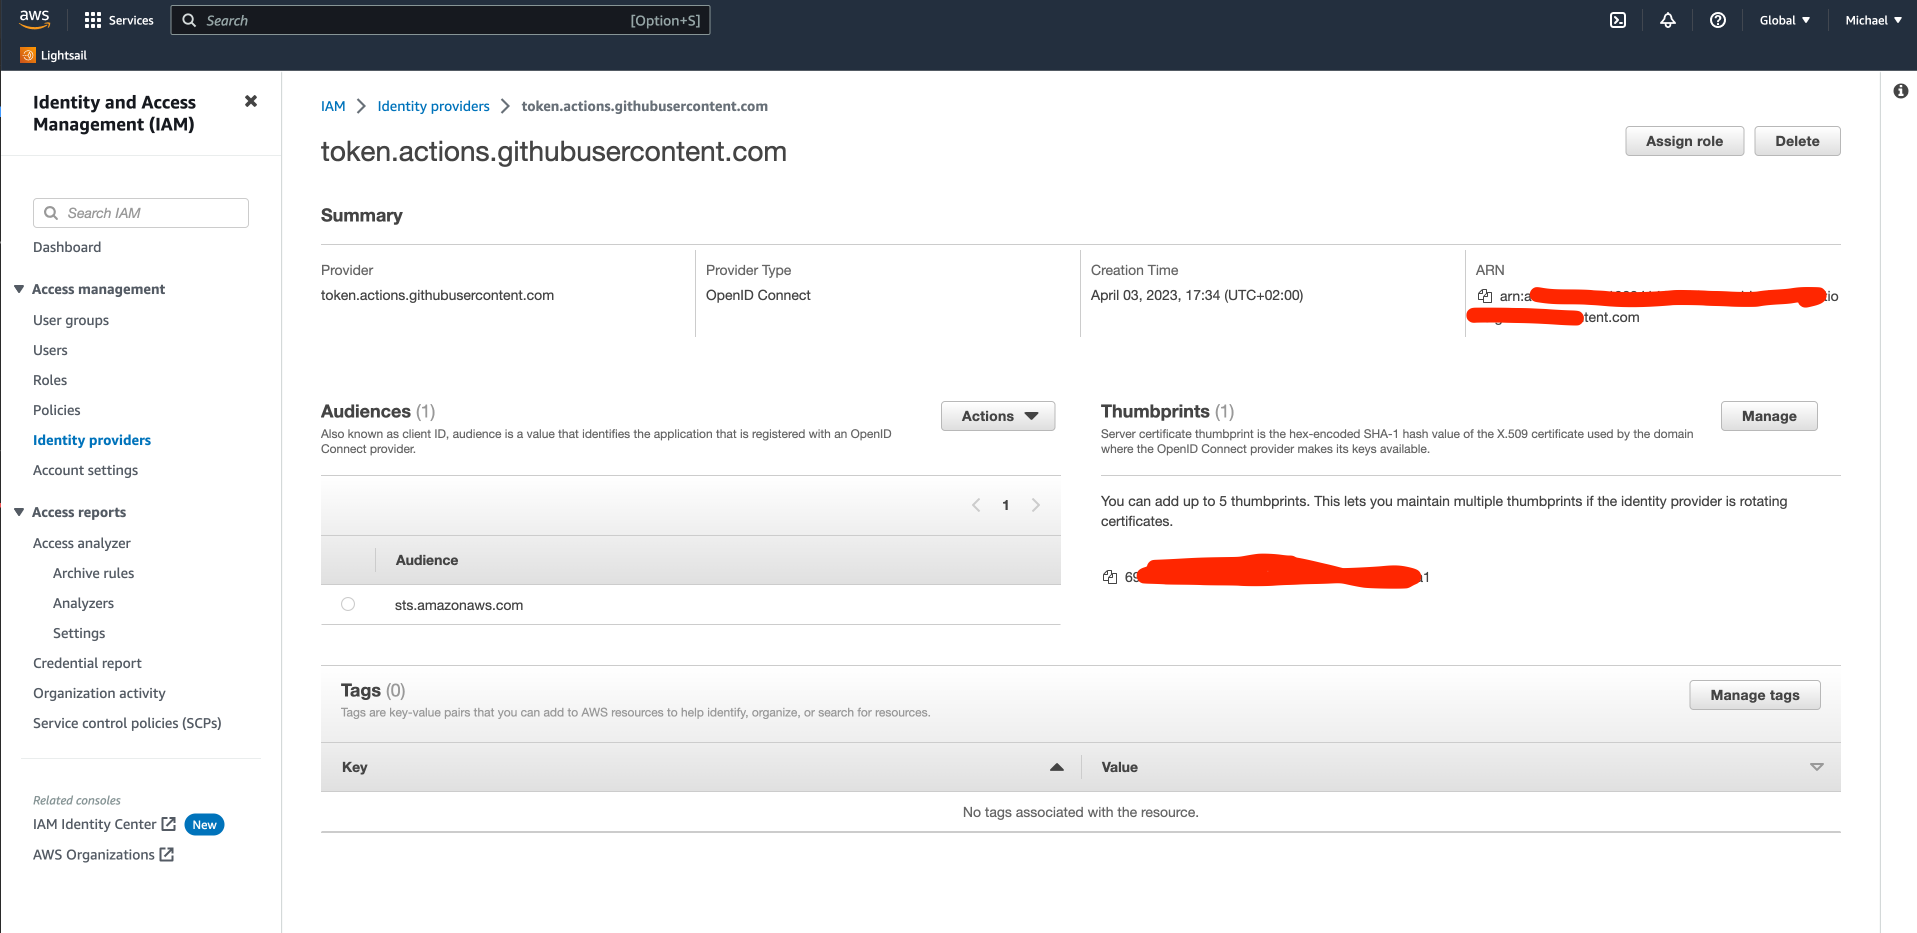 aws
Services
Search
[Option+S]
Global
Michael
Lightsail
Identity and Access
Management (IAM)
Search IAM
Dashboard
Access management
User groups
Users
Roles
Policies
Identity providers
Account settings
Access reports
Access analyzer
Archive rules
Analyzers
Settings
Credential report
Organization activity
Service control policies (SCPs)
Related consoles
IAM Identity Center New
AWS Organizations
IAM > Identity providers > token.actions.githubusercontent.com
token.actions.githubusercontent.com
Assign role
Delete
Summary
Provider
token.actions.githubusercontent.com
Provider Type
OpenID Connect
Creation Time
April 03, 2023, 17:34 (UTC+02:00)
ARN
arn:a
tio
tent.com
Audiences (1)
Also known as client ID, audience is a value that identifies the application that is registered with an OpenID
Connect provider.
Actions
1
Audience
sts.amazonaws.com
Thumbprints (1)
Server certificate thumbprint is the hex-encoded SHA-1 hash value of the X.509 certificate used by the domain
where the OpenID Connect provider makes its keys available.
Manage
You can add up to 5 thumbprints. This lets you maintain multiple thumbprints if the identity provider is rotating
certificates.
Tags (0)
Tags are key-value pairs that you can add to AWS resources to help identify, organize, or search for resources.
Manage tags
Key
Value
No tags associated with the resource.